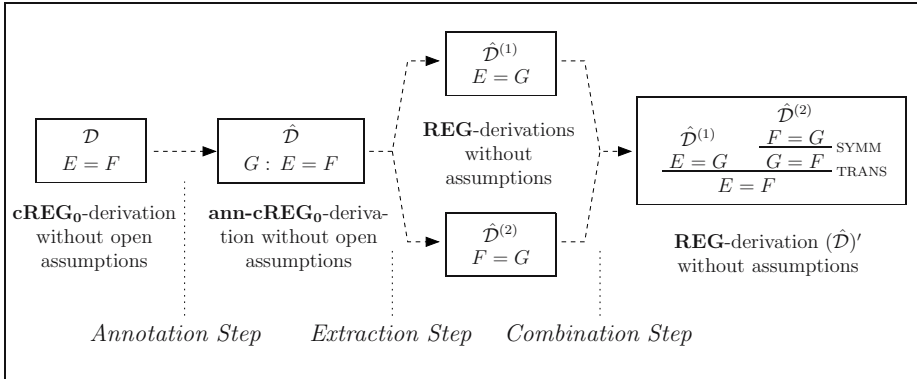 𝒟
E = F
cREG₀-derivation
without open
assumptions
𝒟̂
G : E = F
ann-cREG₀-deriva-
tion without open
assumptions
𝒟̂⁽¹⁾
E = G
REG-derivations
without
assumptions
𝒟̂⁽²⁾
F = G
𝒟̂⁽²⁾
𝒟̂⁽¹⁾ F = G SYMM
E = G G = F TRANS
E = F
REG-derivation (𝒟̂)′
without assumptions
Annotation Step Extraction Step Combination Step